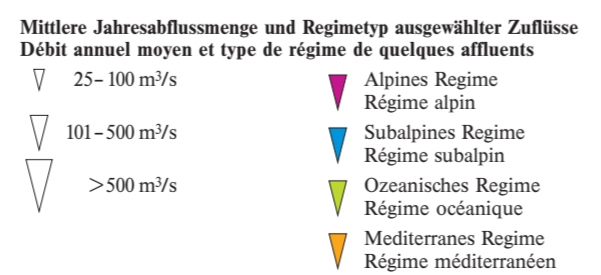 Mittlere Jahresabflussmenge und Regimetyp ausgewählter Zuflüsse
Débit annuel moyen et type de régime de quelques affluents
25– 100 m³/s
101–500 m³/s
>500 m³/s
Alpines Regime
Régime alpin
Subalpines Regime
Régime subalpin
Ozeanisches Regime
Régime océanique
Mediterranes Regime
Régime méditerranéen